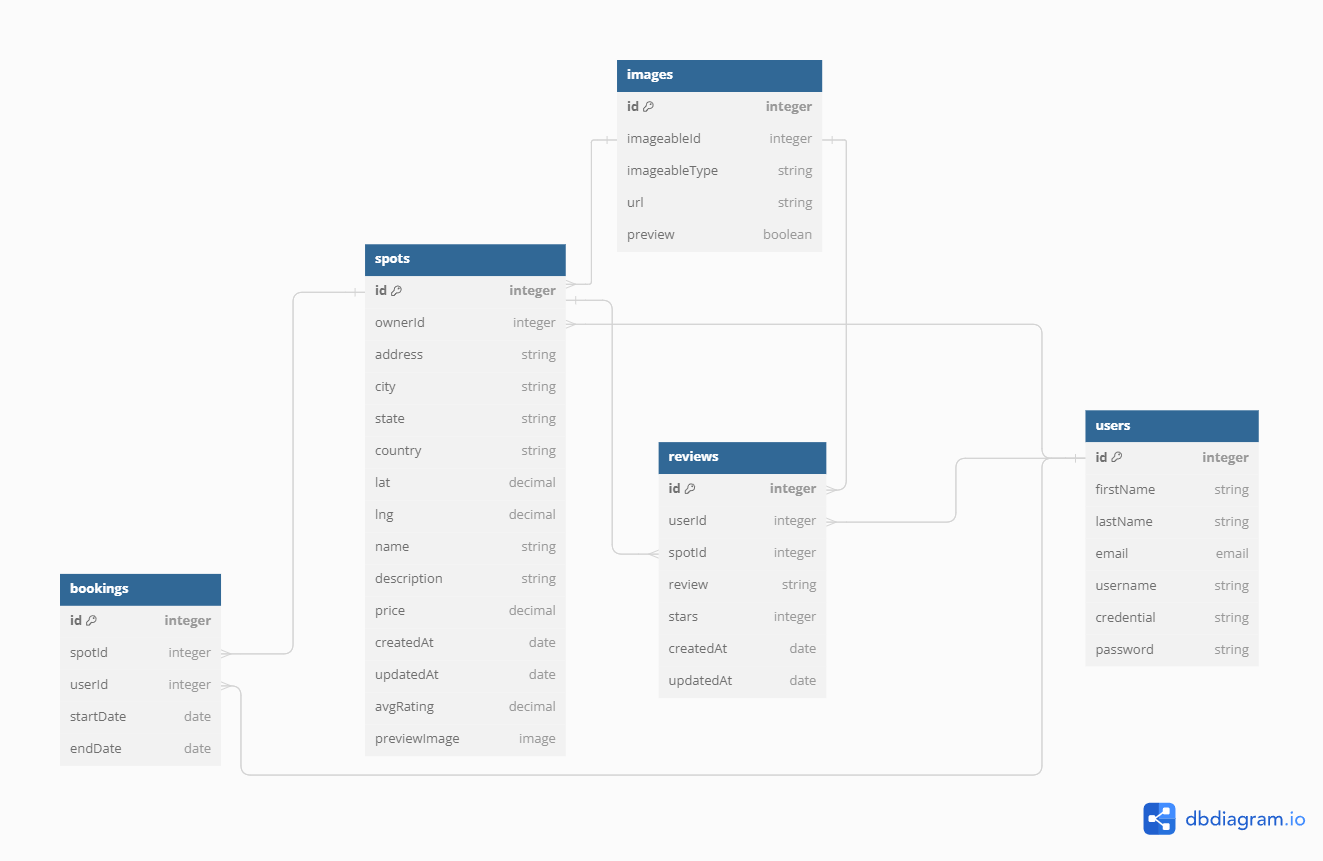 images
id integer
imageableId integer
imageableType string
url string
preview boolean
spots
id integer
ownerId integer
address string
city string
state string
country string
lat decimal
lng decimal
name string
description string
price decimal
createdAt date
updatedAt date
avgRating decimal
previewImage image
reviews
id integer
userId integer
spotId integer
review string
stars integer
createdAt date
updatedAt date
users
id integer
firstName string
lastName string
email email
username string
credential string
password string
bookings
id integer
spotId integer
userId integer
startDate date
endDate date
dbdiagram.io